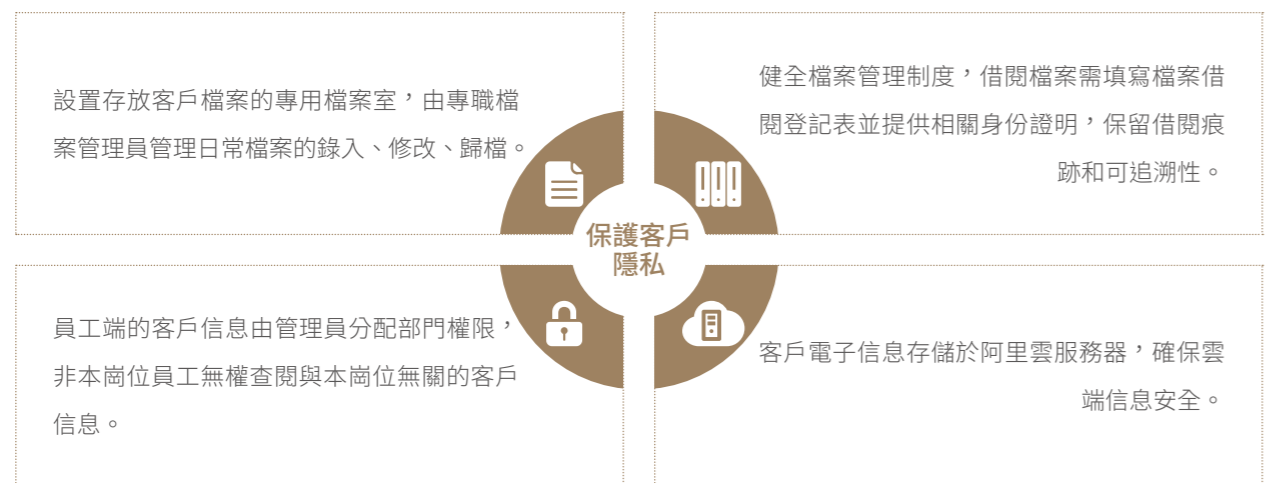 設置存放客戶檔案的專用檔案室，由專職檔
案管理員管理日常檔案的錄入、修改、歸檔。
健全檔案管理制度，借閱檔案需填寫檔案借
閱登記表並提供相關身份證明，保留借閱痕
跡和可追溯性。
保護客戶
隱私
員工端的客戶信息由管理員分配部門權限，
非本崗位員工無權查閱與本崗位無關的客戶
信息。
客戶電子信息存儲於阿里雲服務器，確保雲
端信息安全。